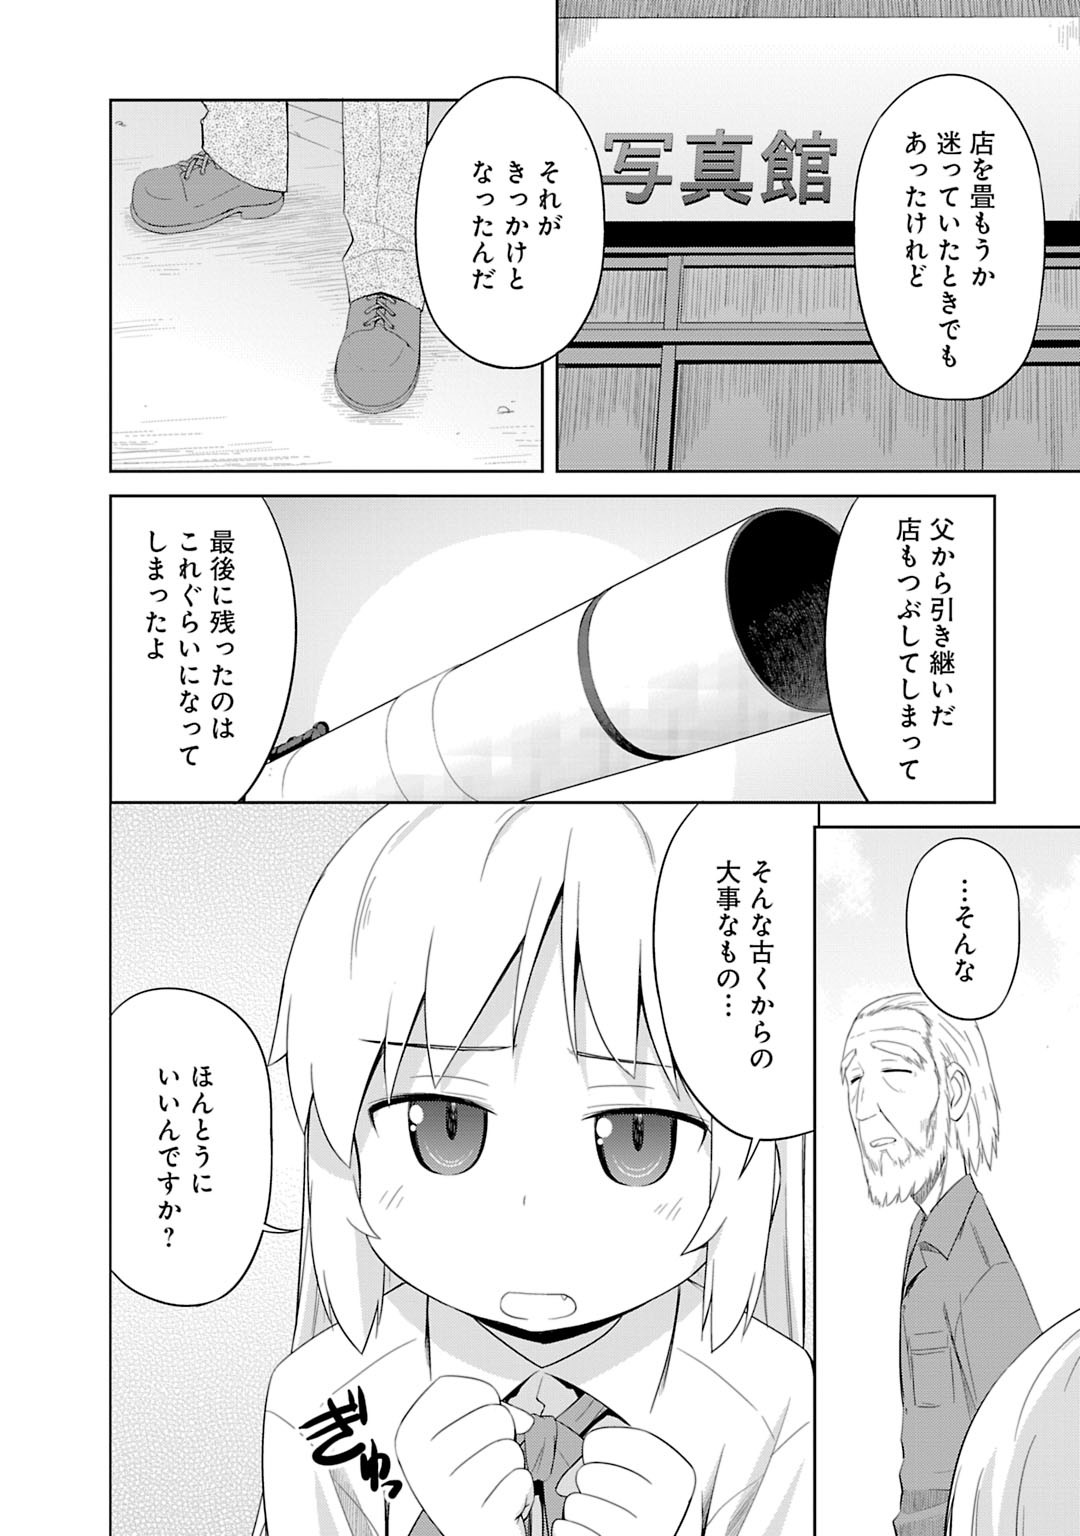 店を畳もうか
迷っていたときでも
あったけれど
写真館
それが
きっかけと
なったんだ
父から引き継いだ
店もつぶしてしまって
最後に残ったのは
これぐらいになって
しまったよ
…そんな
そんな古くからの
大事なもの…
ほんとうに
いいんですか？
ぎゅっ